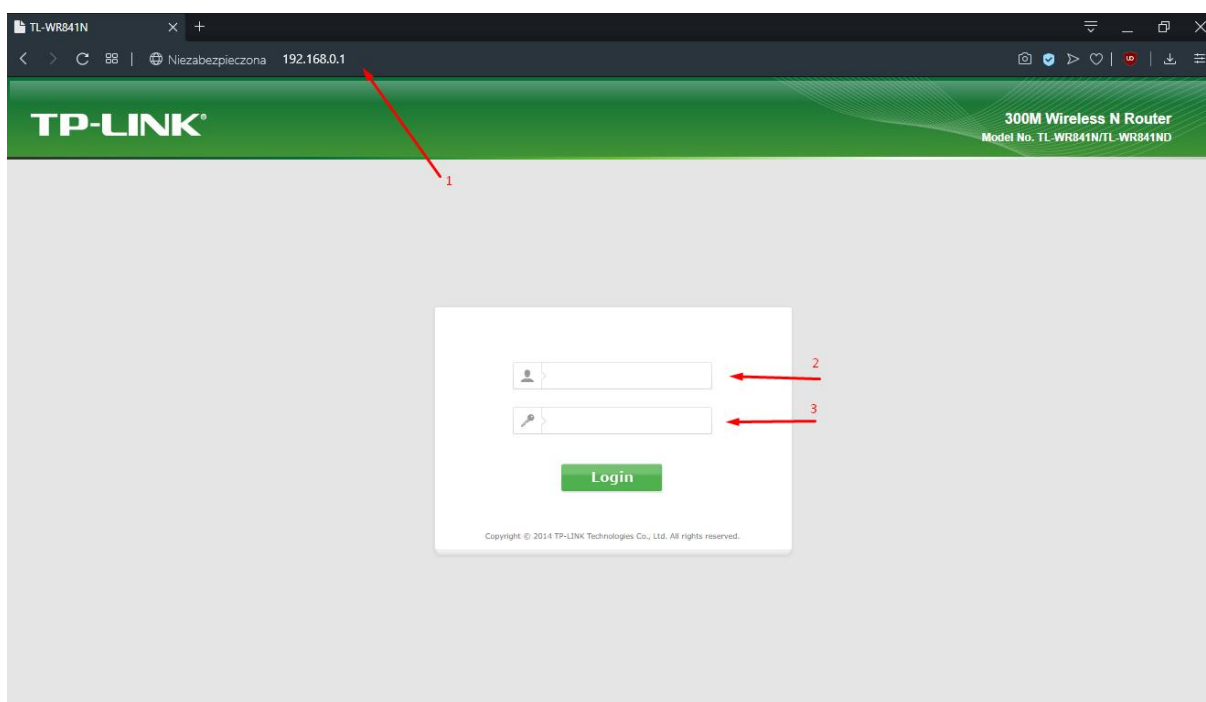 TL-WR841N
Niezabezpieczona 192.168.0.1
TP-LINK®
300M Wireless N Router
Model No. TL-WR841N/TL-WR841ND
1
2
3
Login
Copyright © 2014 TP-LINK Technologies Co., Ltd. All rights reserved.